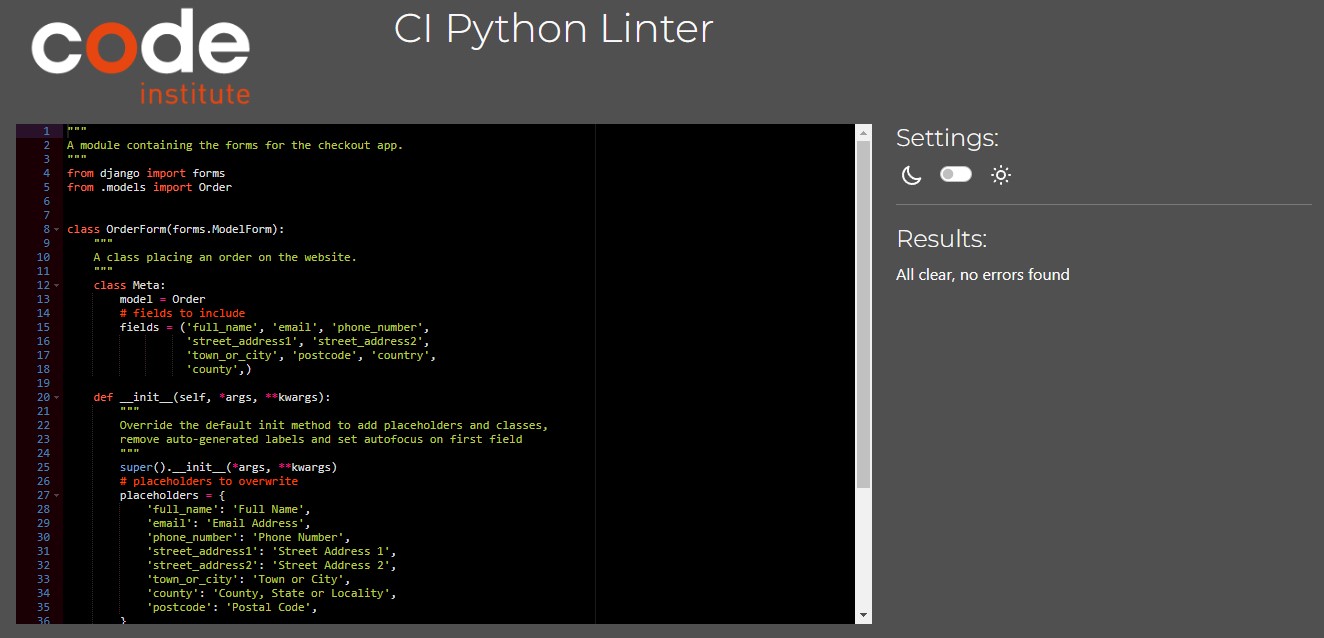 code
institute
CI Python Linter
1 """
2 A module containing the forms for the checkout app.
3 """
4 from django import forms
5 from .models import Order
6
7
8 class OrderForm(forms.ModelForm):
9     """
10     A class placing an order on the website.
11     """
12     class Meta:
13         model = Order
14         # fields to include
15         fields = ('full_name', 'email', 'phone_number',
16                   'street_address1', 'street_address2',
17                   'town_or_city', 'postcode', 'country',
18                   'county',)
19
20     def __init__(self, *args, **kwargs):
21         """
22         Override the default init method to add placeholders and classes,
23         remove auto-generated labels and set autofocus on first field
24         """
25         super().__init__(*args, **kwargs)
26         # placeholders to overwrite
27         placeholders = {
28             'full_name': 'Full Name',
29             'email': 'Email Address',
30             'phone_number': 'Phone Number',
31             'street_address1': 'Street Address 1',
32             'street_address2': 'Street Address 2',
33             'town_or_city': 'Town or City',
34             'county': 'County, State or Locality',
35             'postcode': 'Postal Code',
36         }
Settings:
Results:
All clear, no errors found